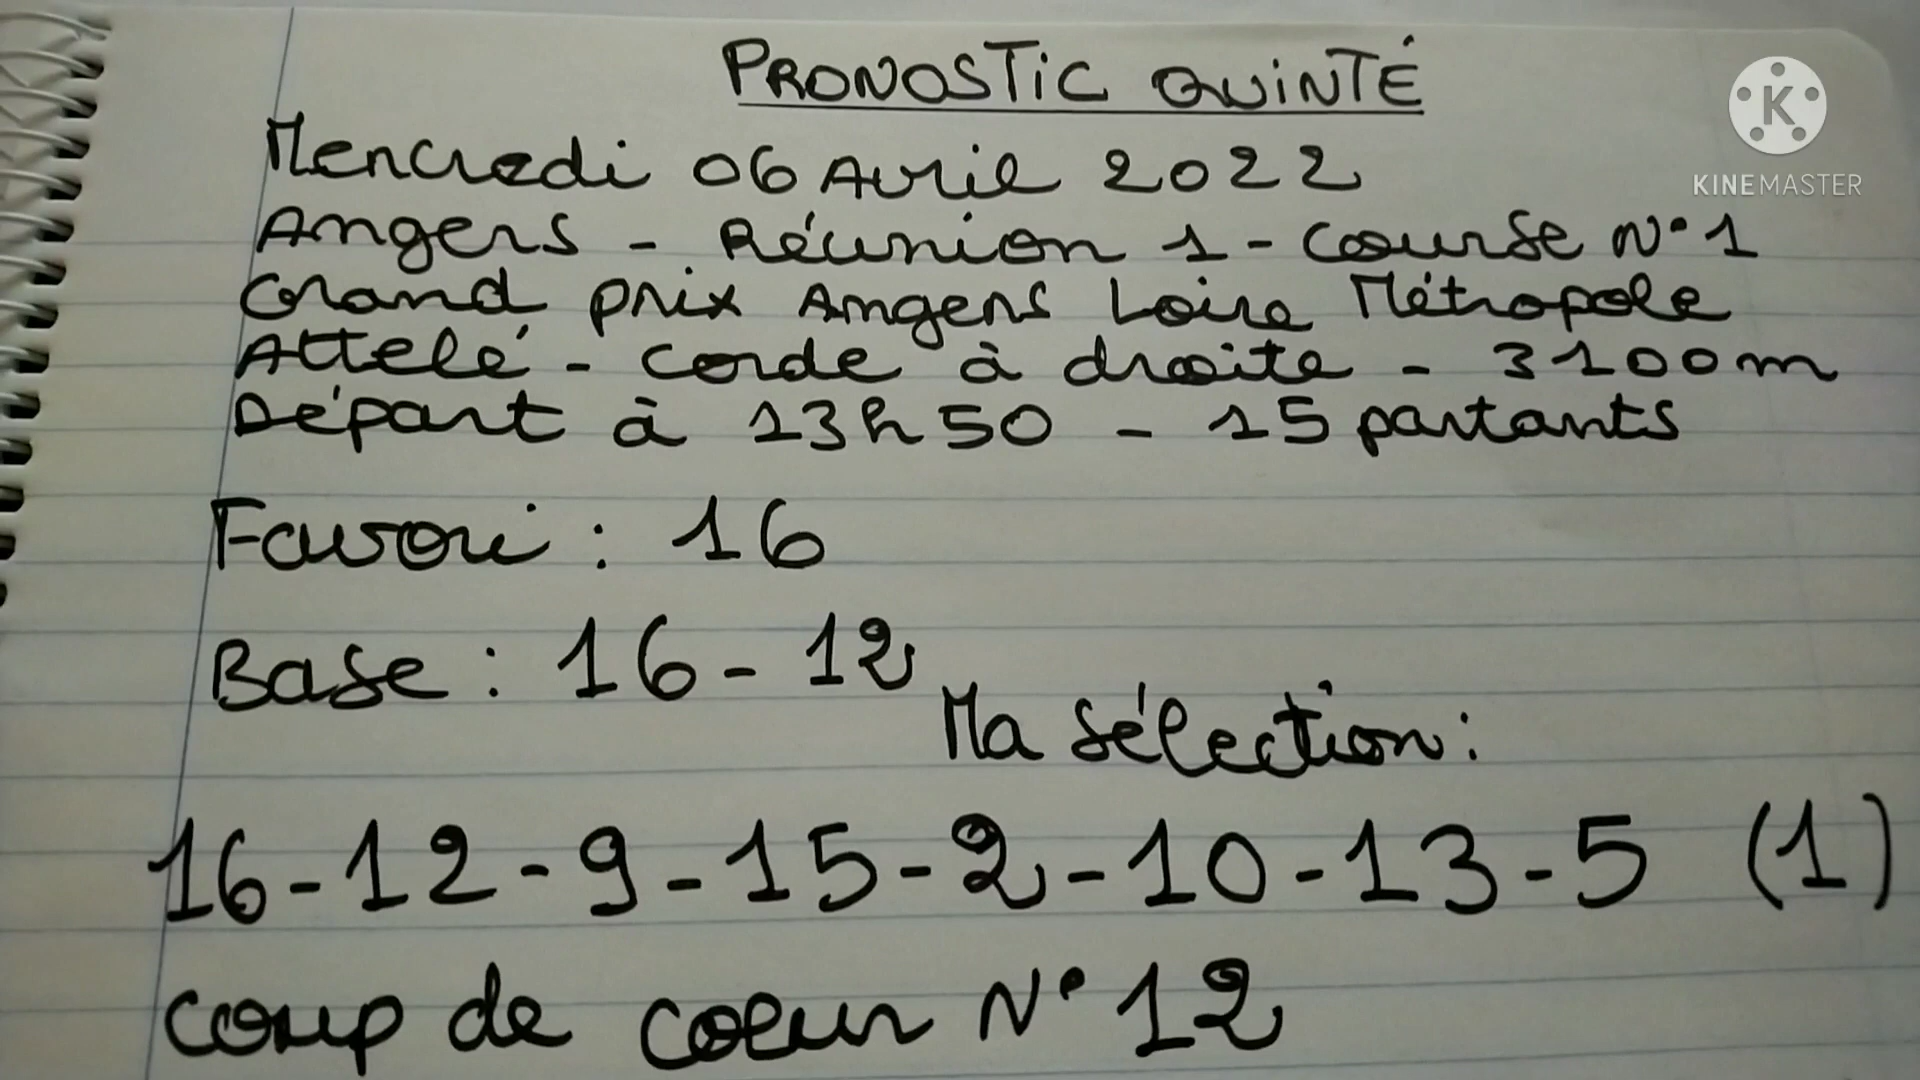 PRONOSTIC QUINTÉ
K
KINEMASTER
Mercredi 06 Avril 2022
Angers - Réunion 1 - Course N° 1
Grand prix Angers Loire Métropole
Attelé - Corde à droite - 3100m
Départ à 13h50 - 15 partants
Favori : 16
Base : 16 - 12
Ma sélection :
16 - 12 - 9 - 15 - 2 - 10 - 13 - 5 (1)
Coup de coeur N° 12